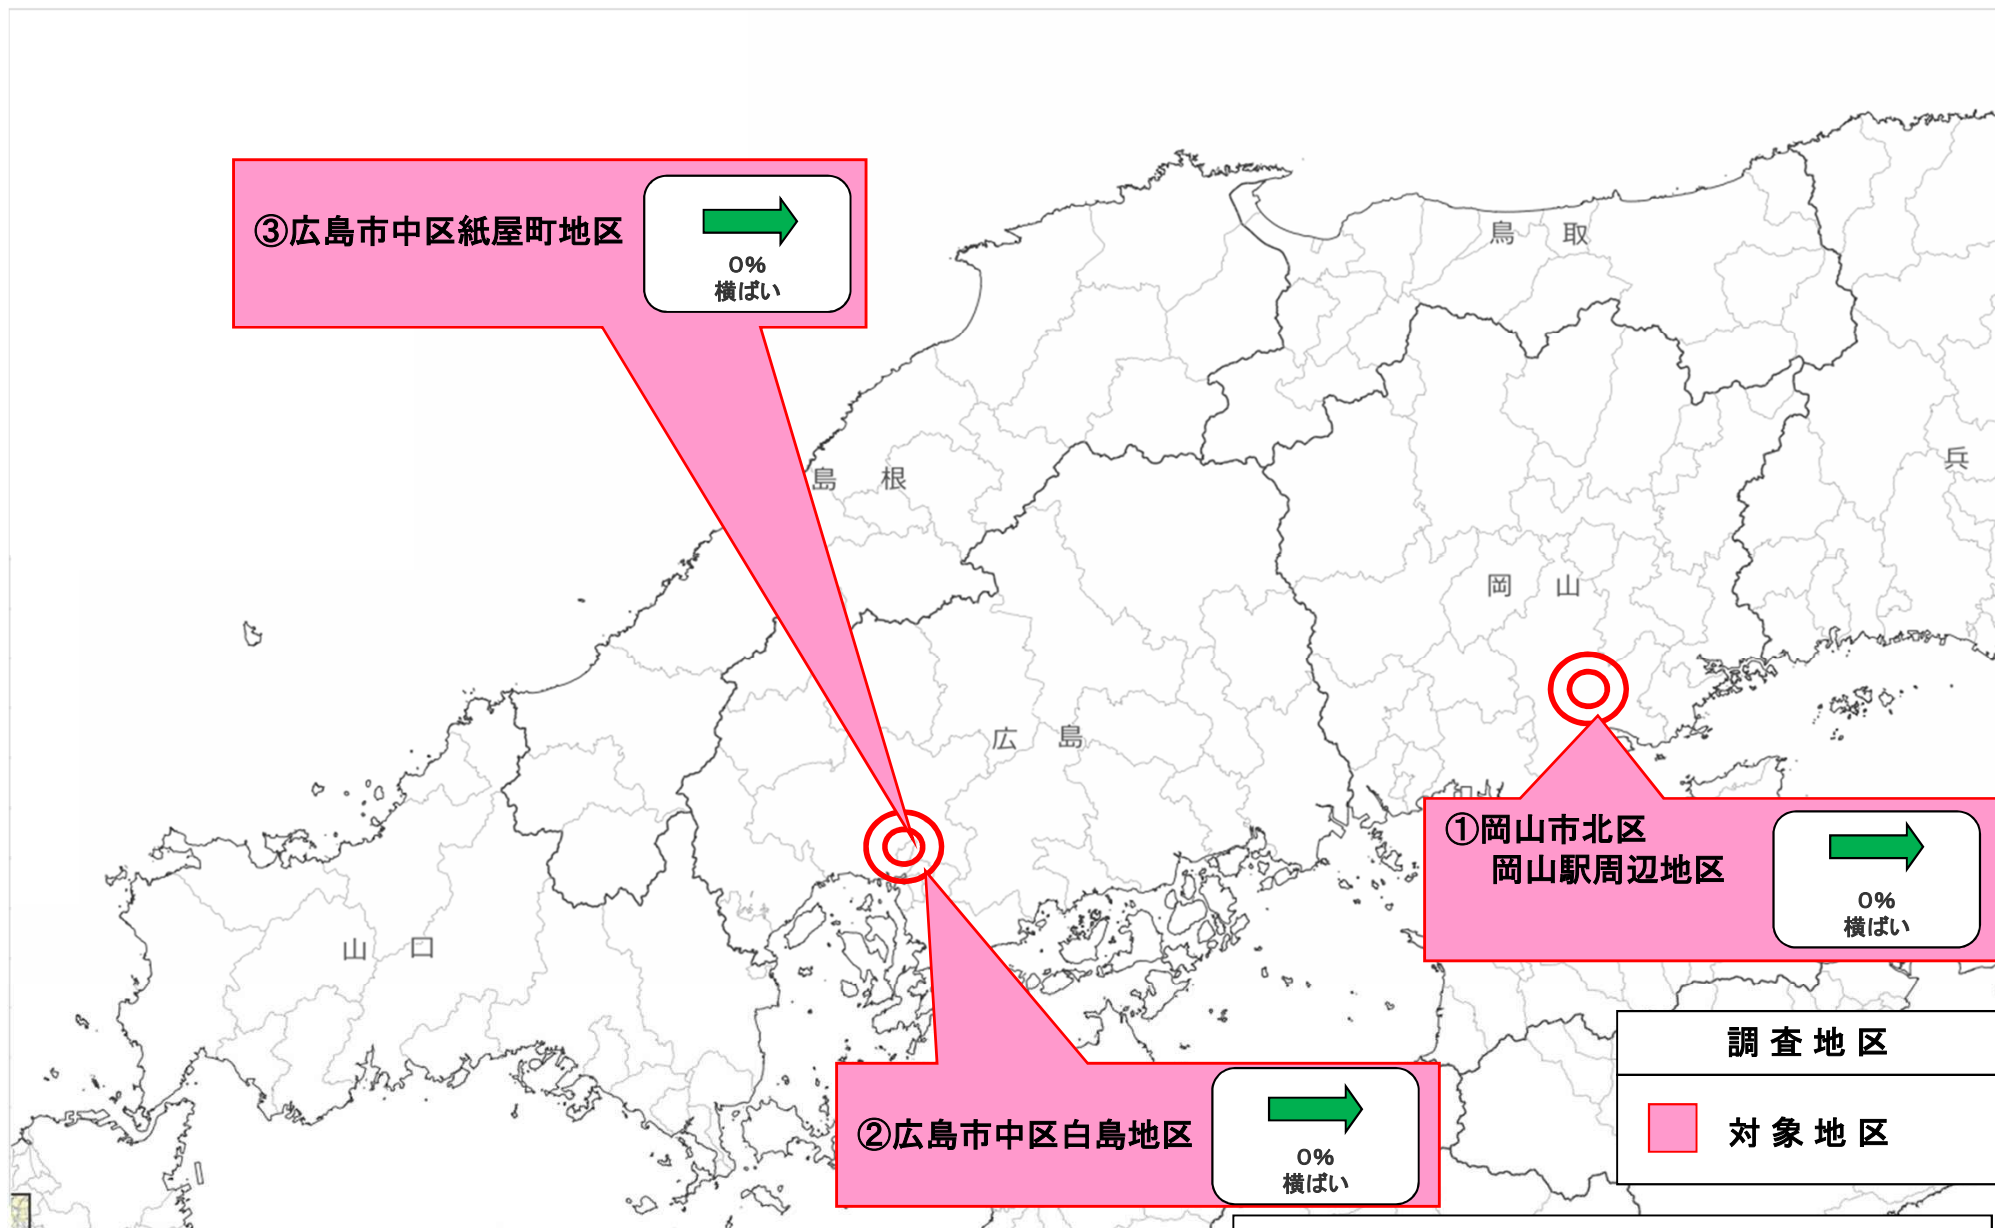 ③広島市中区紙屋町地区
0%
横ばい
鳥 取
島 根
兵
岡 山
広 島
①岡山市北区
岡山駅周辺地区
0%
横ばい
山 口
調査地区
対象地区
②広島市中区白島地区
0%
横ばい